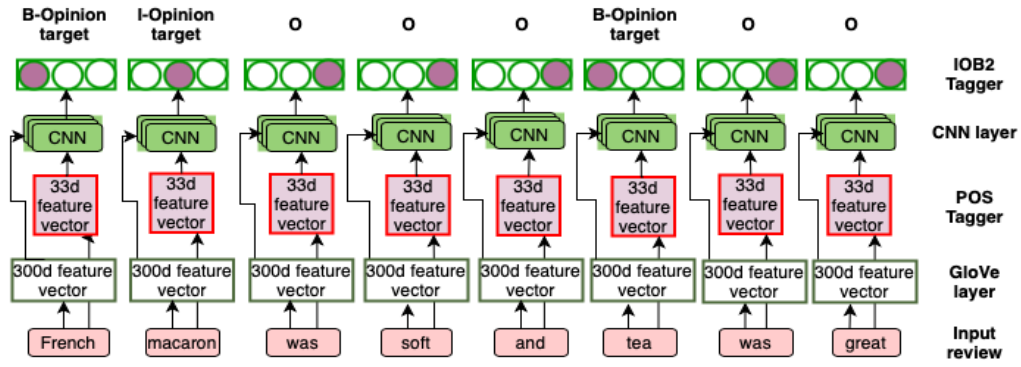 B-Opinion target I-Opinion target O O O B-Opinion target O O
IOB2 Tagger
CNN CNN CNN CNN CNN CNN CNN CNN CNN layer
33d feature vector 33d feature vector 33d feature vector 33d feature vector 33d feature vector 33d feature vector 33d feature vector 33d feature vector POS Tagger
300d feature vector 300d feature vector 300d feature vector 300d feature vector 300d feature vector 300d feature vector 300d feature vector 300d feature vector GloVe layer
French macaron was soft and tea was great Input review